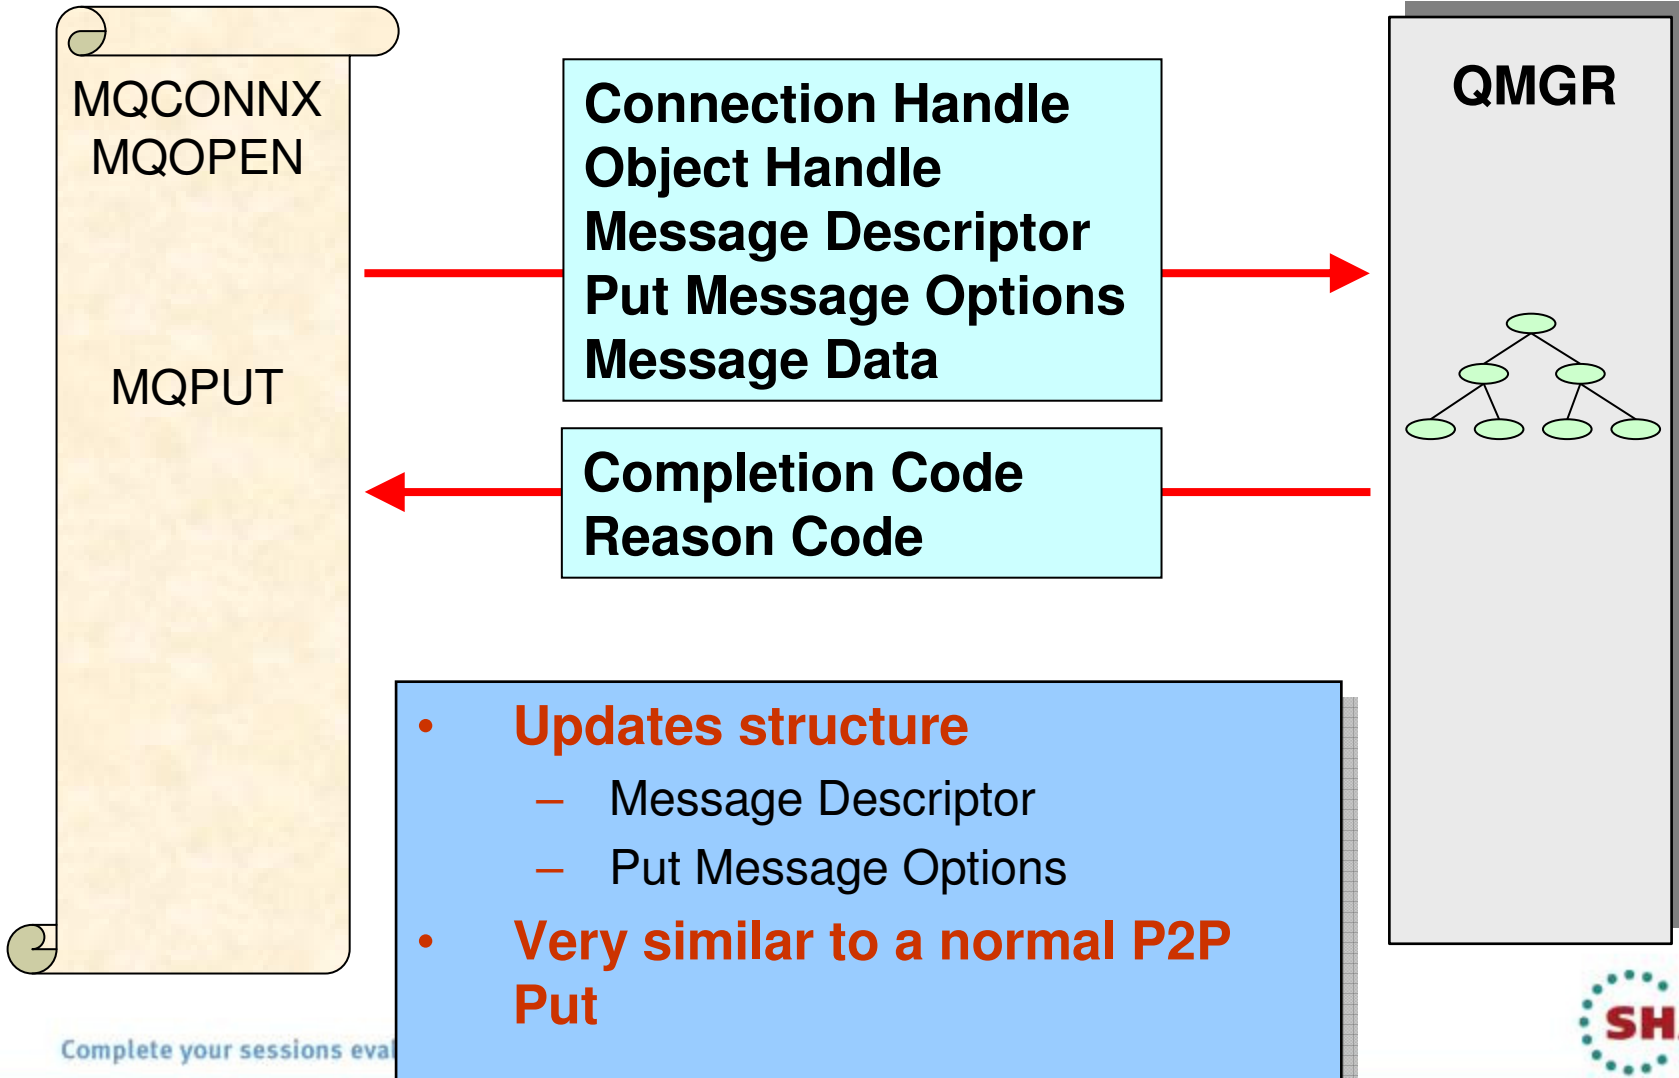 MQCONNX
MQOPEN
MQPUT
Connection Handle
Object Handle
Message Descriptor
Put Message Options
Message Data
Completion Code
Reason Code
QMGR
• Updates structure
– Message Descriptor
– Put Message Options
• Very similar to a normal P2P
Put
Complete your sessions eval
SH